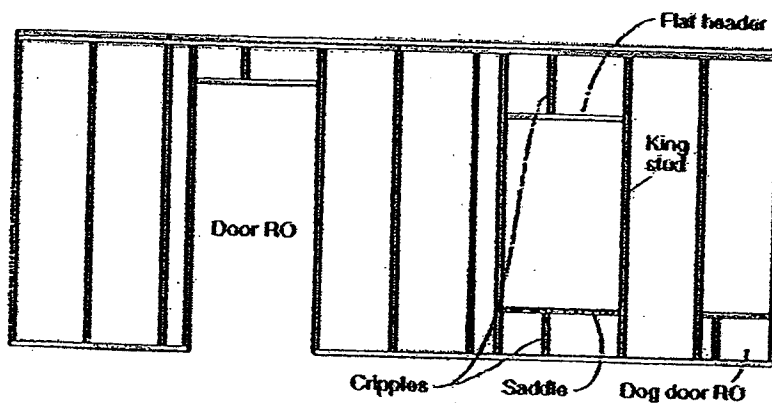 Flat header
King
stud
Door RO
Cripples
Saddle
Dog door RO